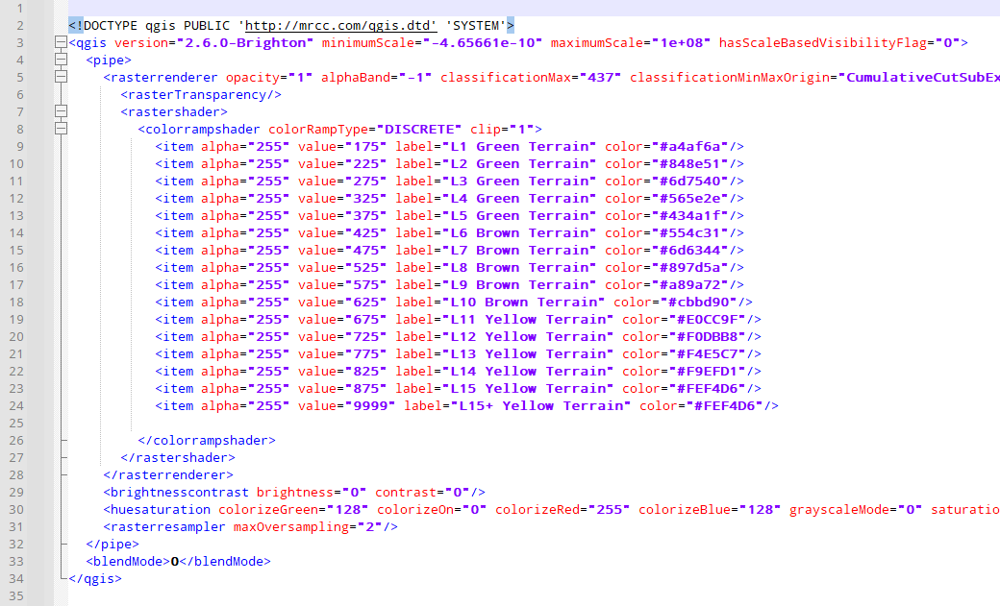 1
2 <!DOCTYPE qgis PUBLIC 'http://mrcc.com/qgis.dtd' 'SYSTEM'>
3 <qgis version="2.6.0-Brighton" minimumScale="-4.65661e-10" maximumScale="1e+08" hasScaleBasedVisibilityFlag="0">
4 <pipe>
5 <rasterrenderer opacity="1" alphaBand="-1" classificationMax="437" classificationMinMaxOrigin="CumulativeCutSubEx
6 <rasterTransparency/>
7 <rastershader>
8 <colorrampshader colorRampType="DISCRETE" clip="1">
9 <item alpha="255" value="175" label="L1 Green Terrain" color="#a4af6a"/>
10 <item alpha="255" value="225" label="L2 Green Terrain" color="#848e51"/>
11 <item alpha="255" value="275" label="L3 Green Terrain" color="#6d7540"/>
12 <item alpha="255" value="325" label="L4 Green Terrain" color="#565e2e"/>
13 <item alpha="255" value="375" label="L5 Green Terrain" color="#434a1f"/>
14 <item alpha="255" value="425" label="L6 Brown Terrain" color="#554c31"/>
15 <item alpha="255" value="475" label="L7 Brown Terrain" color="#6d6344"/>
16 <item alpha="255" value="525" label="L8 Brown Terrain" color="#897d5a"/>
17 <item alpha="255" value="575" label="L9 Brown Terrain" color="#a89a72"/>
18 <item alpha="255" value="625" label="L10 Brown Terrain" color="#cbbd90"/>
19 <item alpha="255" value="675" label="L11 Yellow Terrain" color="#E0CC9F"/>
20 <item alpha="255" value="725" label="L12 Yellow Terrain" color="#F0DBB8"/>
21 <item alpha="255" value="775" label="L13 Yellow Terrain" color="#F4E5C7"/>
22 <item alpha="255" value="825" label="L14 Yellow Terrain" color="#F9EFD1"/>
23 <item alpha="255" value="875" label="L15 Yellow Terrain" color="#FEF4D6"/>
24 <item alpha="255" value="9999" label="L15+ Yellow Terrain" color="#FEF4D6"/>
25
26 </colorrampshader>
27 </rastershader>
28 </rasterrenderer>
29 <brightnesscontrast brightness="0" contrast="0"/>
30 <huesaturation colorizeGreen="128" colorizeOn="0" colorizeRed="255" colorizeBlue="128" grayscaleMode="0" saturatio
31 <rasterresampler maxOversampling="2"/>
32 </pipe>
33 <blendMode>0</blendMode>
34 </qgis>
35